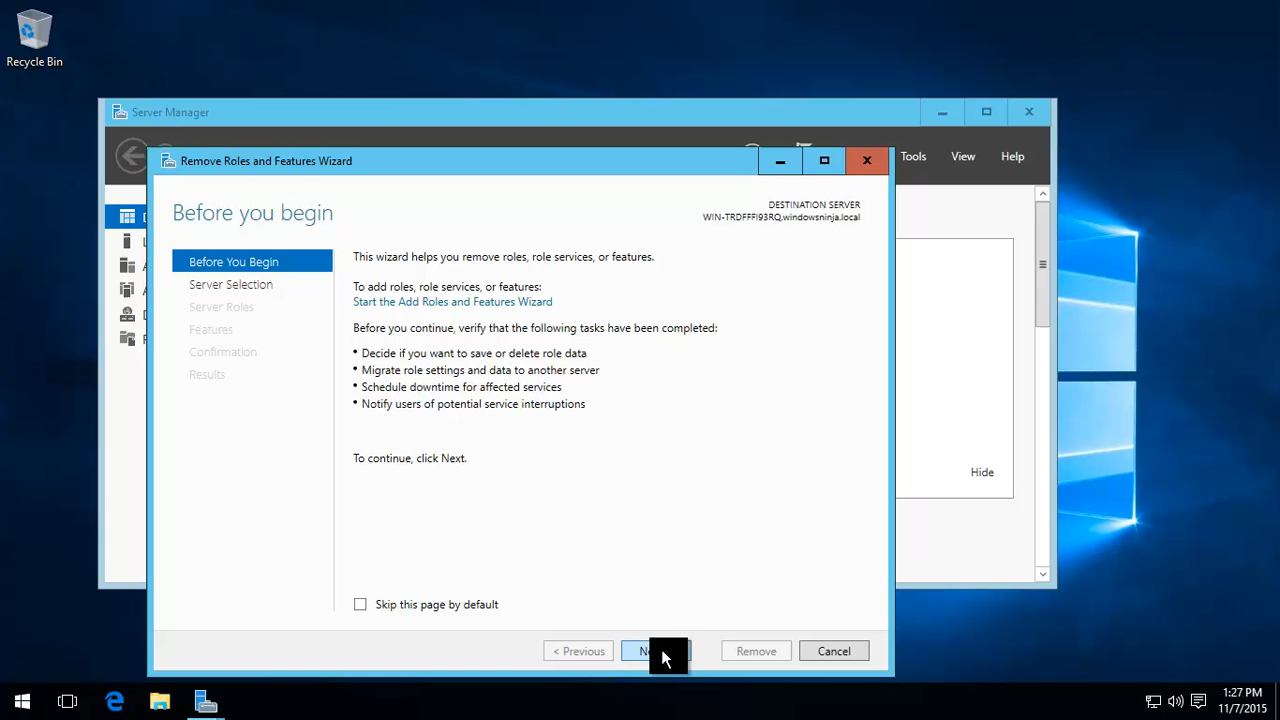 Recycle Bin
Server Manager
Tools View Help
Remove Roles and Features Wizard
Before you begin
DESTINATION SERVER
WIN-TRDFFFI93RQ.windowsninja.local
Before You Begin
Server Selection
Server Roles
Features
Confirmation
Results
This wizard helps you remove roles, role services, or features.
To add roles, role services, or features:
Start the Add Roles and Features Wizard
Before you continue, verify that the following tasks have been completed:
• Decide if you want to save or delete role data
• Migrate role settings and data to another server
• Schedule downtime for affected services
• Notify users of potential service interruptions
To continue, click Next.
Skip this page by default
Hide
< Previous
Remove
Cancel
1:27 PM
11/7/2015